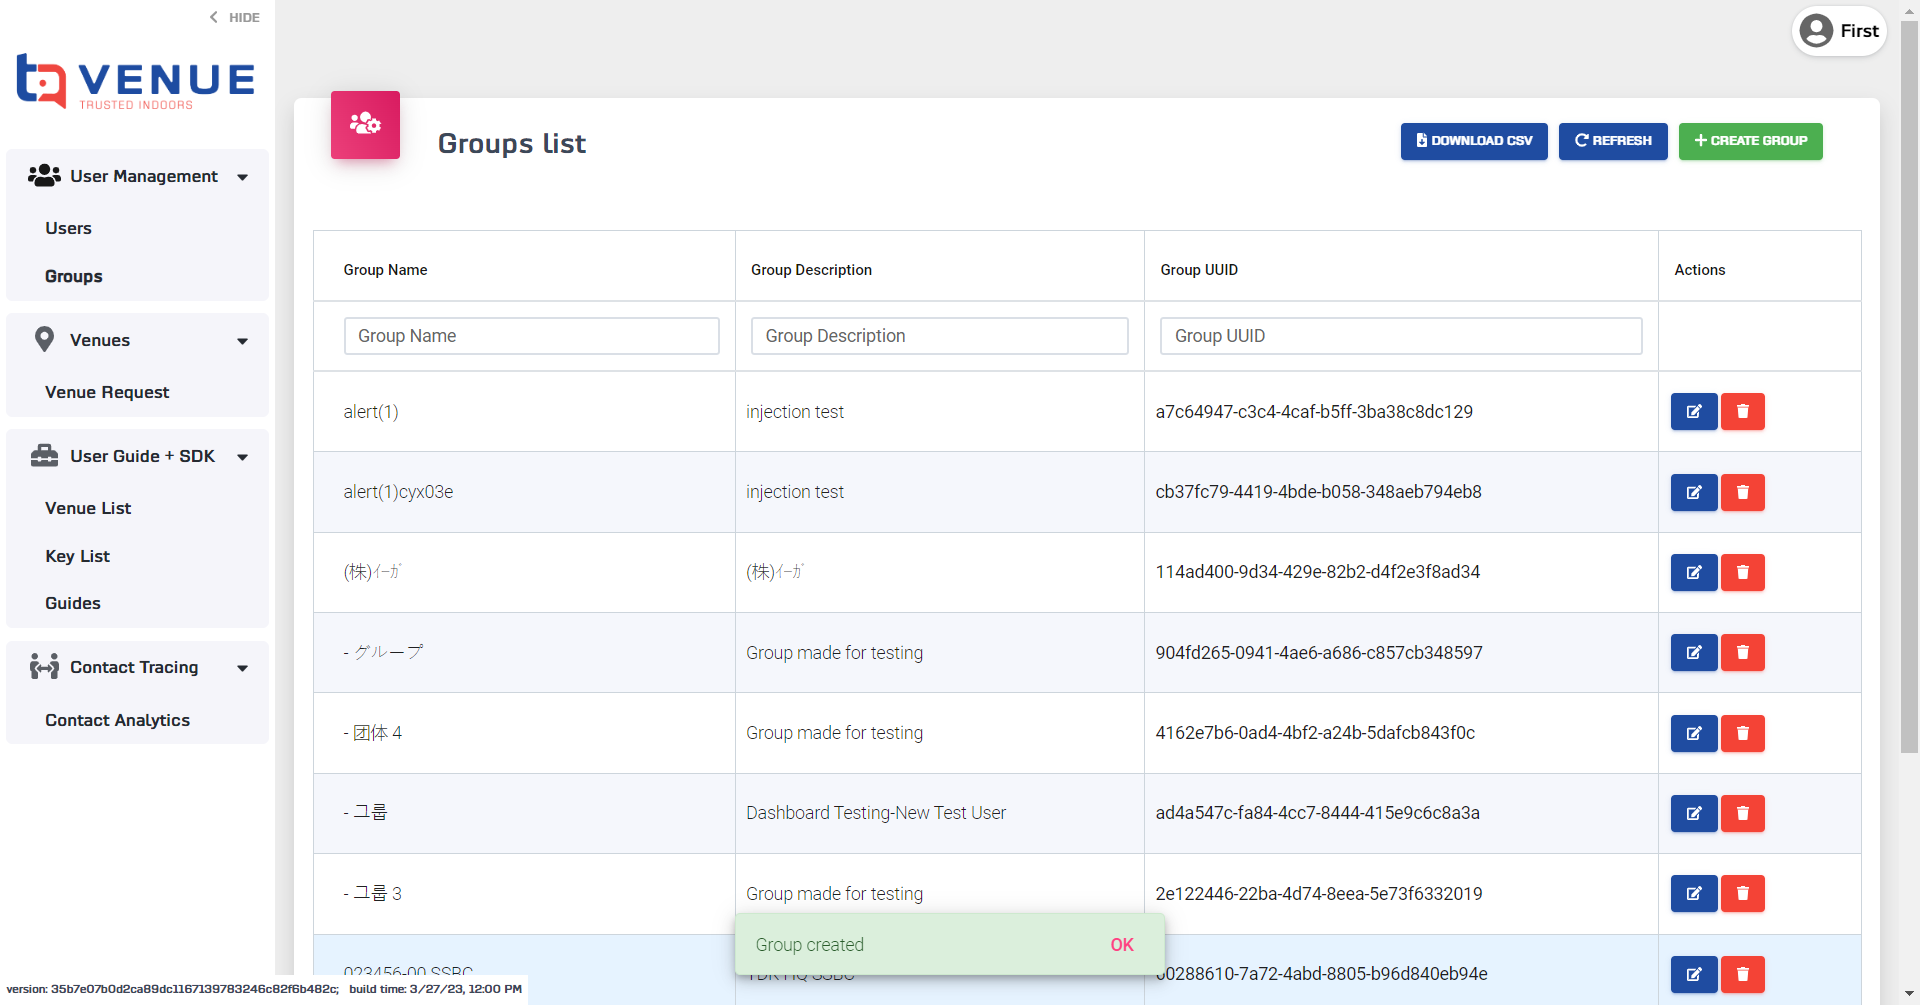 HIDE
VENUE
TRUSTED INDOORS
User Management
Users
Groups
Venues
Venue Request
User Guide + SDK
Venue List
Key List
Guides
Contact Tracing
Contact Analytics
First
Groups list
DOWNLOAD CSV
REFRESH
CREATE GROUP
Group Name
Group Description
Group UUID
Actions
Group Name
Group Description
Group UUID
alert(1)
injection test
a7c64947-c3c4-4caf-b5ff-3ba38c8dc129
alert(1)cyx03e
injection test
cb37fc79-4419-4bde-b058-348aeb794eb8
(株)ｲｰｶﾞ
(株)ｲｰｶﾞ
114ad400-9d34-429e-82b2-d4f2e3f8ad34
- グループ
Group made for testing
904fd265-0941-4ae6-a686-c857cb348597
- 团体 4
Group made for testing
4162e7b6-0ad4-4bf2-a24b-5dafcb843f0c
- 그룹
Dashboard Testing-New Test User
ad4a547c-fa84-4cc7-8444-415e9c6c8a3a
- 그룹 3
Group made for testing
2e122446-22ba-4d74-8eea-5e73f6332019
Group created
OK
023456-00 SSBC
TDK HQ SSBC
00288610-7a72-4abd-8805-b96d840eb94e
version: 35b7e07b0d2ca89dc1167139783246c82f6b482c; build time: 3/27/23, 12:00 PM